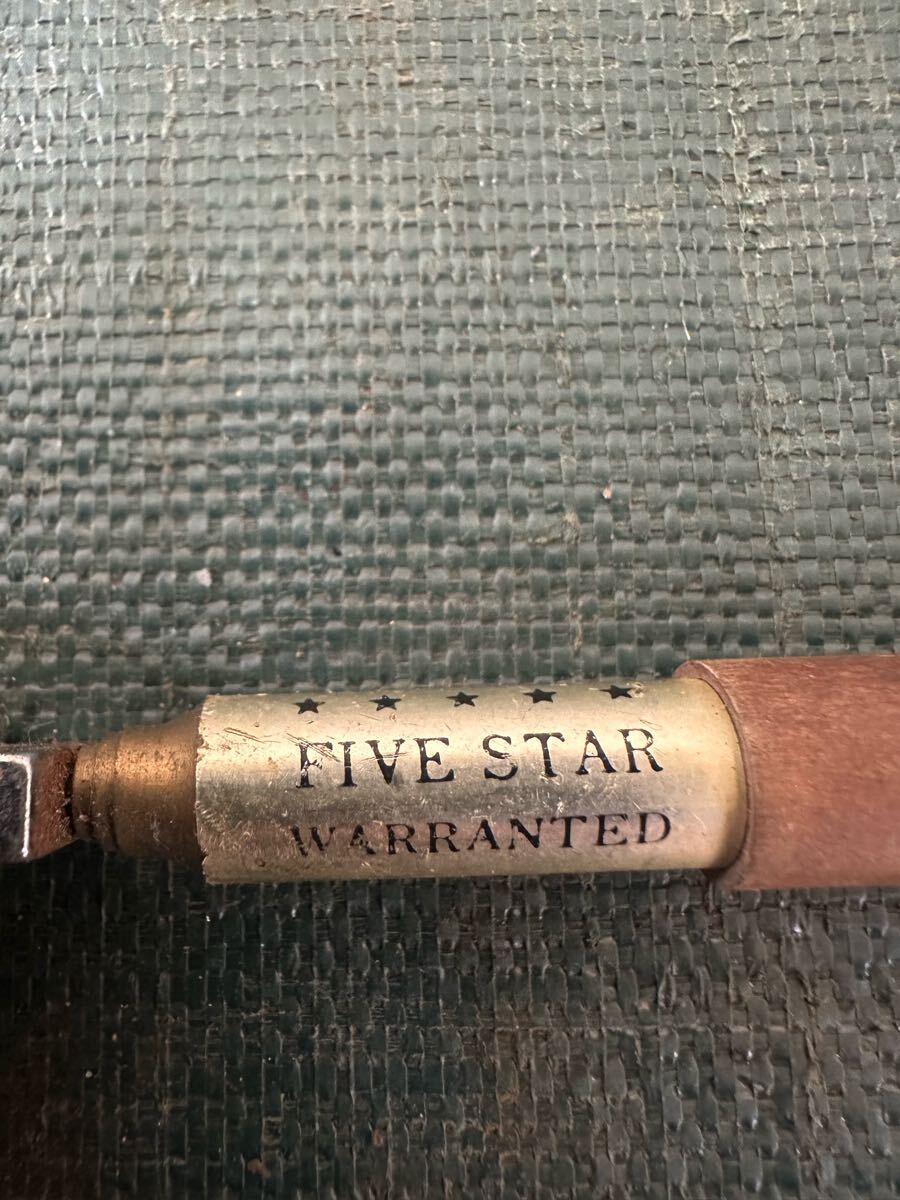 ★ ★ ★ ★ ★
FIVE STAR
WARRANTED